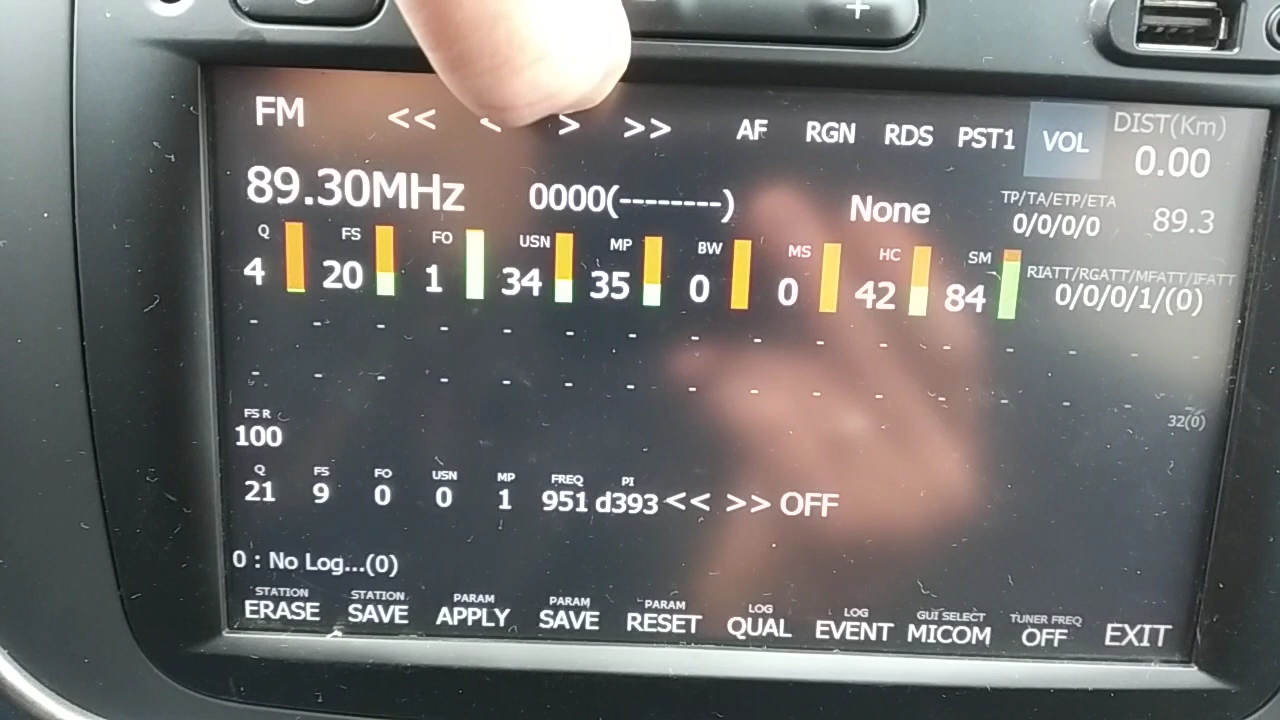 FM << < > >> AF RGN RDS PST1 VOL DIST(Km)
0.00
89.30MHz 0000(--------) None TP/TA/ETP/ETA
0/0/0/0 89.3
Q FS FO USN MP BW MS HC SM RIATT/RGATT/MFATT/IFATT
4 20 1 34 35 0 0 42 84 0/0/0/1/(0)
- - - - - - - - - - - - - - - -
- - - - - - - - - - - - - - - -
FS R
100
32(0)
Q FS FO USN MP FREQ PI
21 9 0 0 1 951 d393 << >> OFF
0 : No Log...(0)
STATION STATION PARAM PARAM PARAM LOG LOG GUI SELECT TUNER FREQ
ERASE SAVE APPLY SAVE RESET QUAL EVENT MICOM OFF EXIT